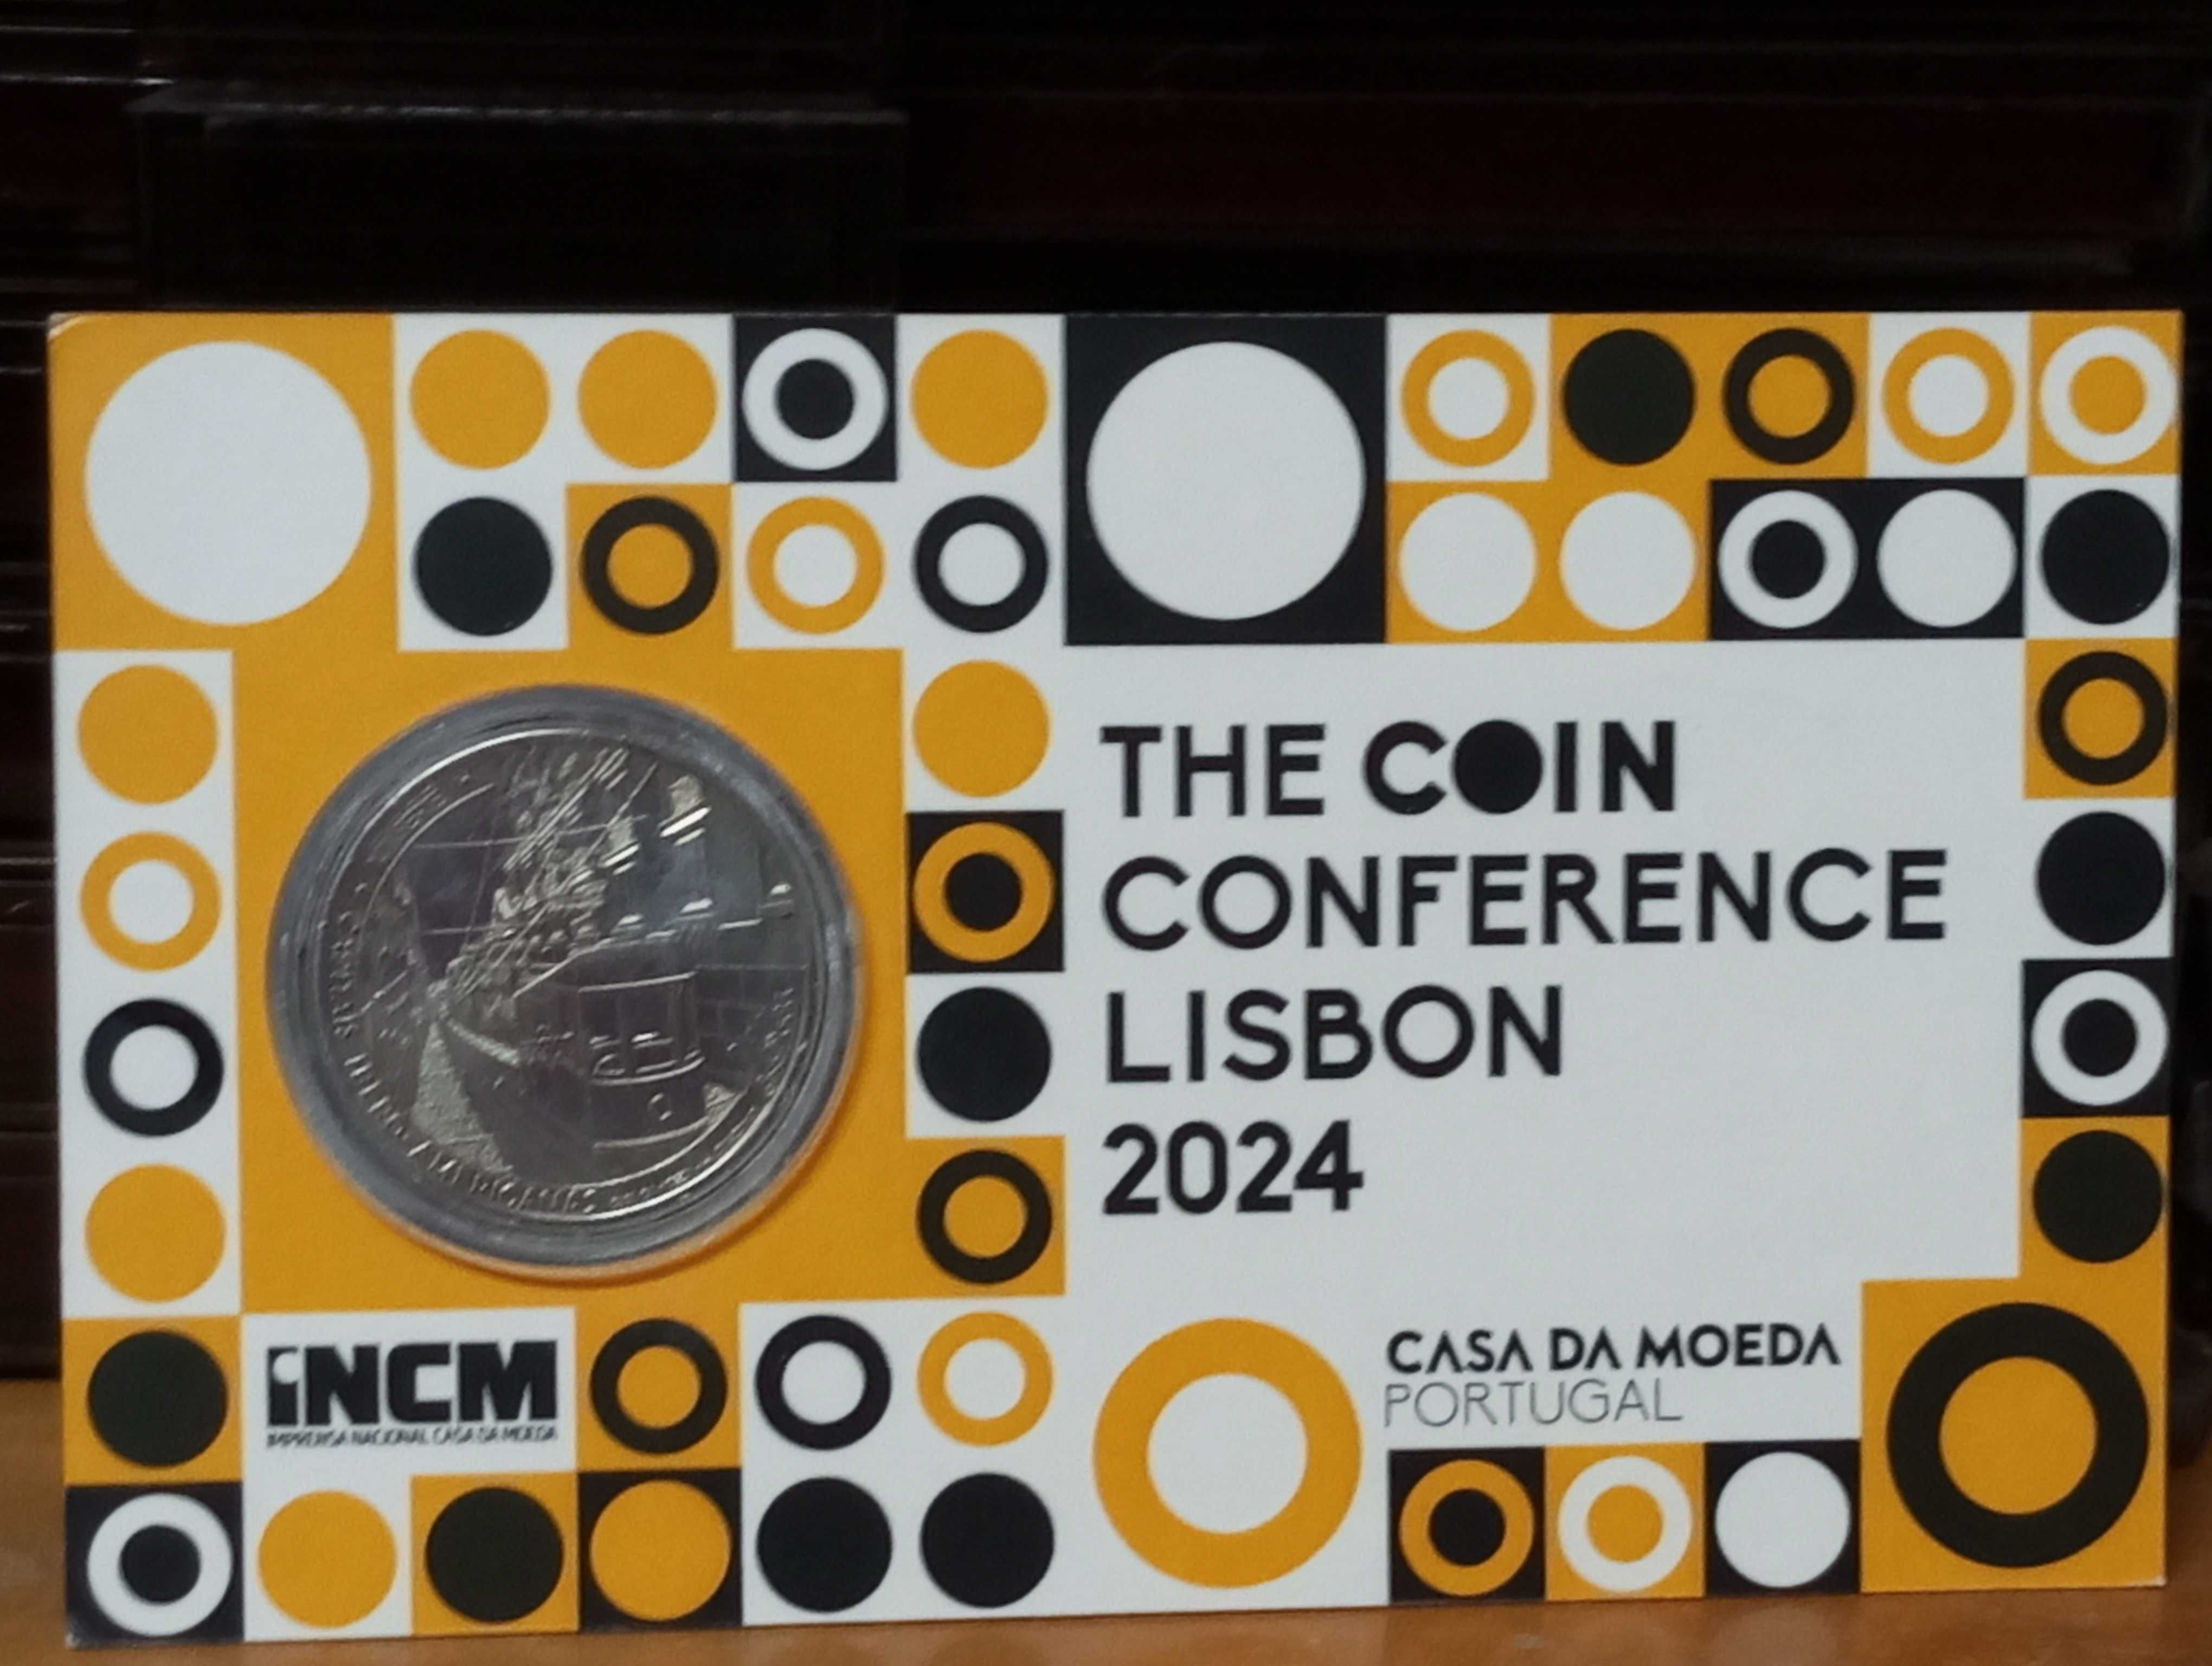 THE COIN
CONFERENCE
LISBON
2024
iNCM
IMPRENSA NACIONAL CASA DA MOEDA
CASA DA MOEDA
PORTUGAL